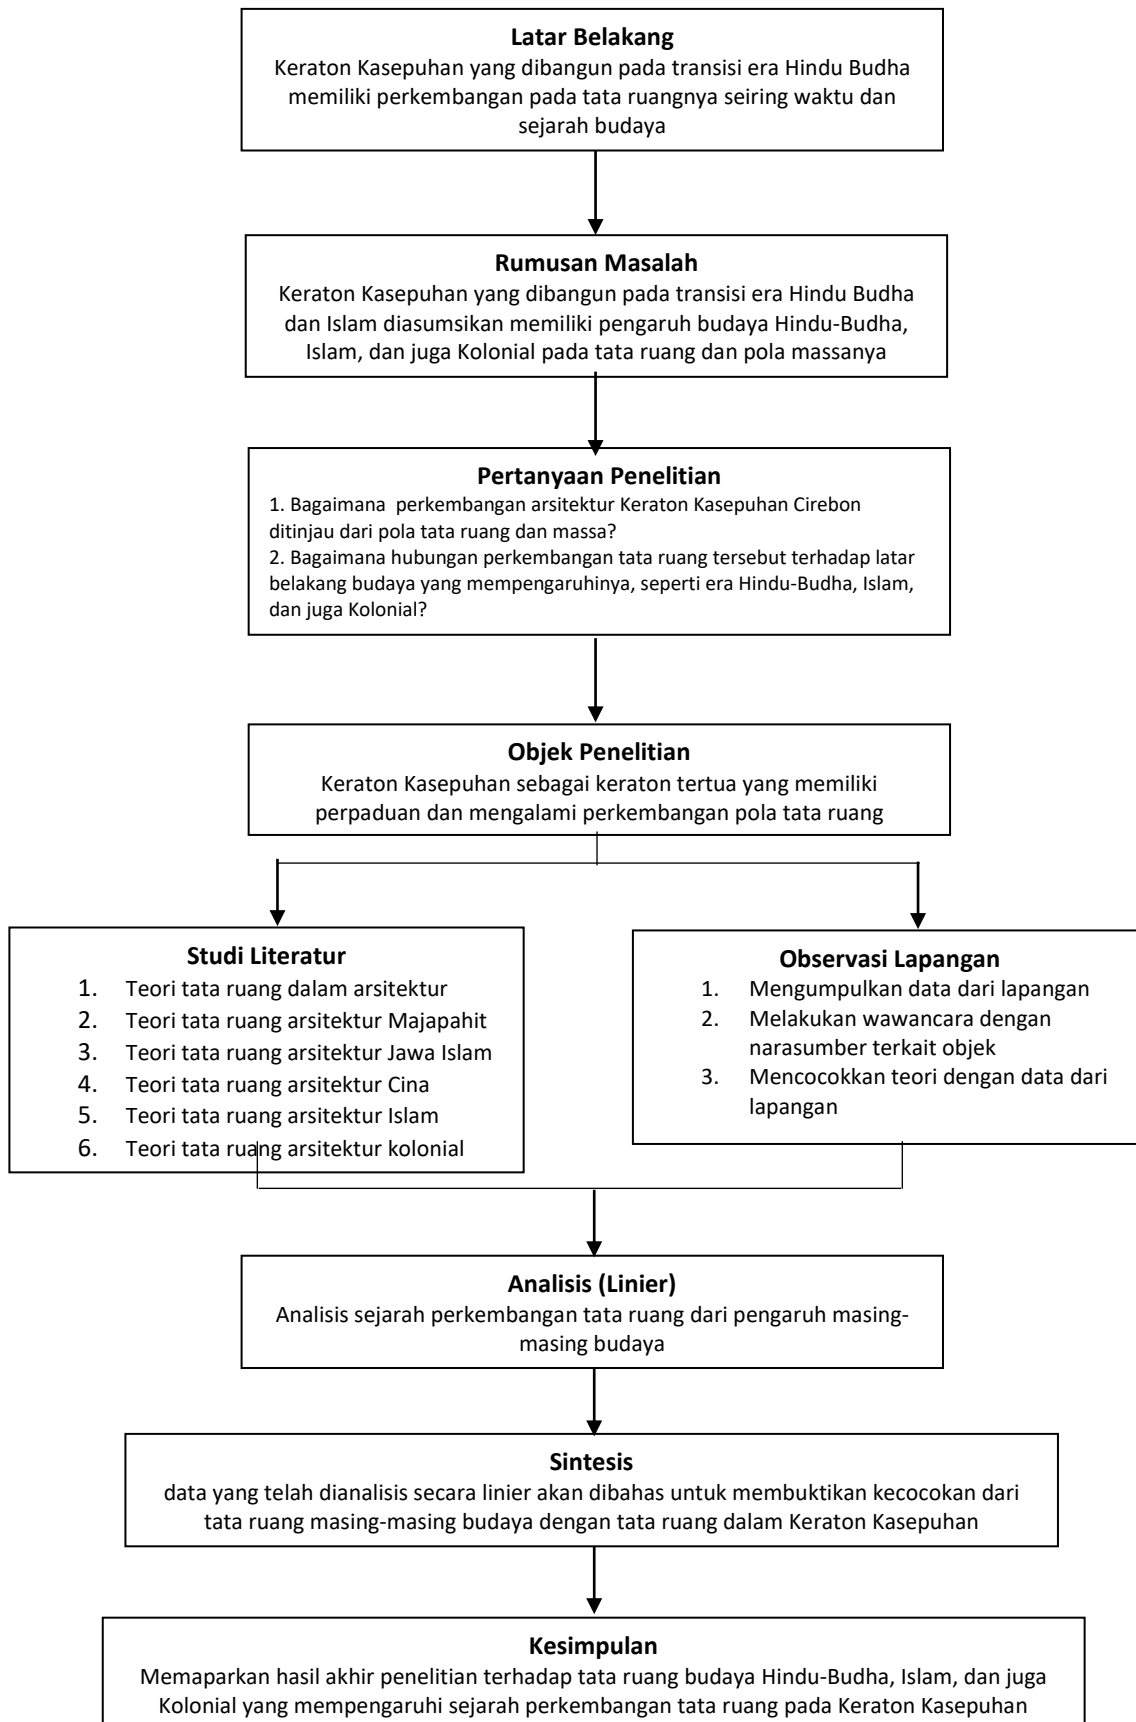 Latar Belakang
Keraton Kasepuhan yang dibangun pada transisi era Hindu Budha
memiliki perkembangan pada tata ruangnya seiring waktu dan
sejarah budaya
Rumusan Masalah
Keraton Kasepuhan yang dibangun pada transisi era Hindu Budha
dan Islam diasumsikan memiliki pengaruh budaya Hindu-Budha,
Islam, dan juga Kolonial pada tata ruang dan pola massanya
Pertanyaan Penelitian
1. Bagaimana perkembangan arsitektur Keraton Kasepuhan Cirebon
ditinjau dari pola tata ruang dan massa?
2. Bagaimana hubungan perkembangan tata ruang tersebut terhadap latar
belakang budaya yang mempengaruhinya, seperti era Hindu-Budha, Islam,
dan juga Kolonial?
Objek Penelitian
Keraton Kasepuhan sebagai keraton tertua yang memiliki
perpaduan dan mengalami perkembangan pola tata ruang
Studi Literatur
1. Teori tata ruang dalam arsitektur
2. Teori tata ruang arsitektur Majapahit
3. Teori tata ruang arsitektur Jawa Islam
4. Teori tata ruang arsitektur Cina
5. Teori tata ruang arsitektur Islam
6. Teori tata ruang arsitektur kolonial
Observasi Lapangan
1. Mengumpulkan data dari lapangan
2. Melakukan wawancara dengan
narasumber terkait objek
3. Mencocokkan teori dengan data dari
lapangan
Analisis (Linier)
Analisis sejarah perkembangan tata ruang dari pengaruh masing-
masing budaya
Sintesis
data yang telah dianalisis secara linier akan dibahas untuk membuktikan kecocokan dari
tata ruang masing-masing budaya dengan tata ruang dalam Keraton Kasepuhan
Kesimpulan
Memaparkan hasil akhir penelitian terhadap tata ruang budaya Hindu-Budha, Islam, dan juga
Kolonial yang mempengaruhi sejarah perkembangan tata ruang pada Keraton Kasepuhan